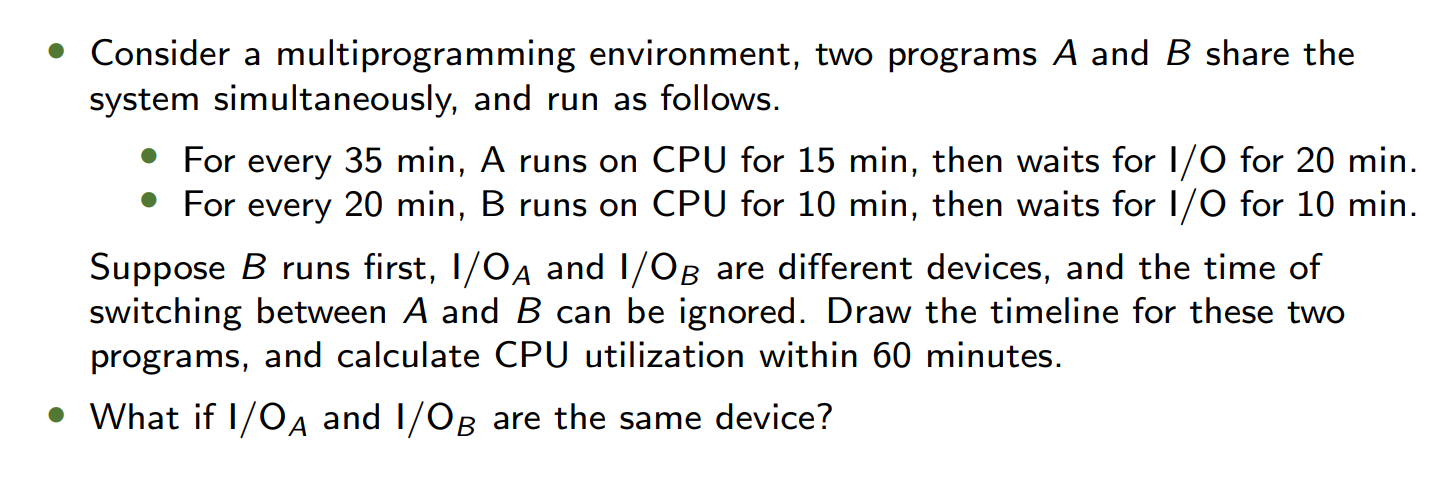 • Consider a multiprogramming environment, two programs A and B share the
system simultaneously, and run as follows.
• For every 35 min, A runs on CPU for 15 min, then waits for I/O for 20 min.
• For every 20 min, B runs on CPU for 10 min, then waits for I/O for 10 min.
Suppose B runs first, I/O_A and I/O_B are different devices, and the time of
switching between A and B can be ignored. Draw the timeline for these two
programs, and calculate CPU utilization within 60 minutes.
• What if I/O_A and I/O_B are the same device?